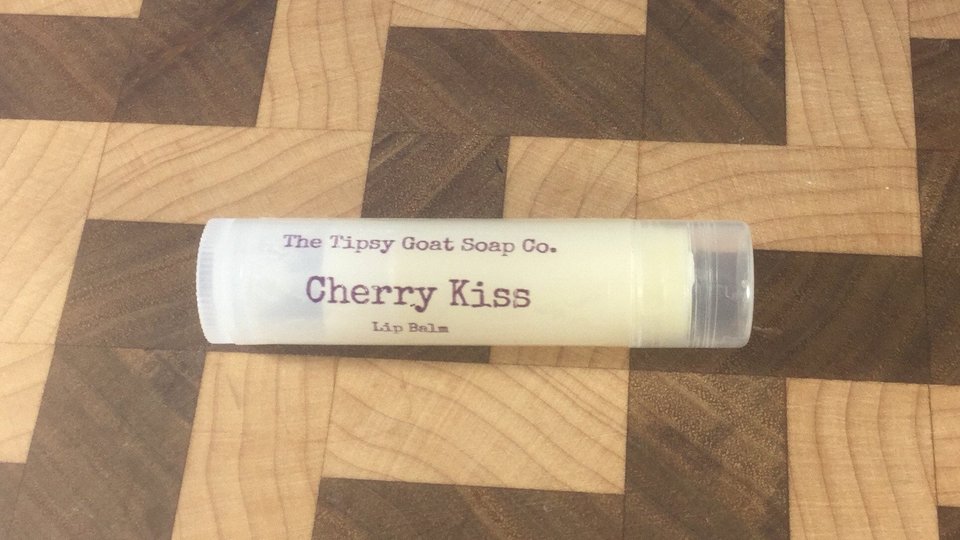 The Tipsy Goat Soap Co.
Cherry Kiss
Lip Balm